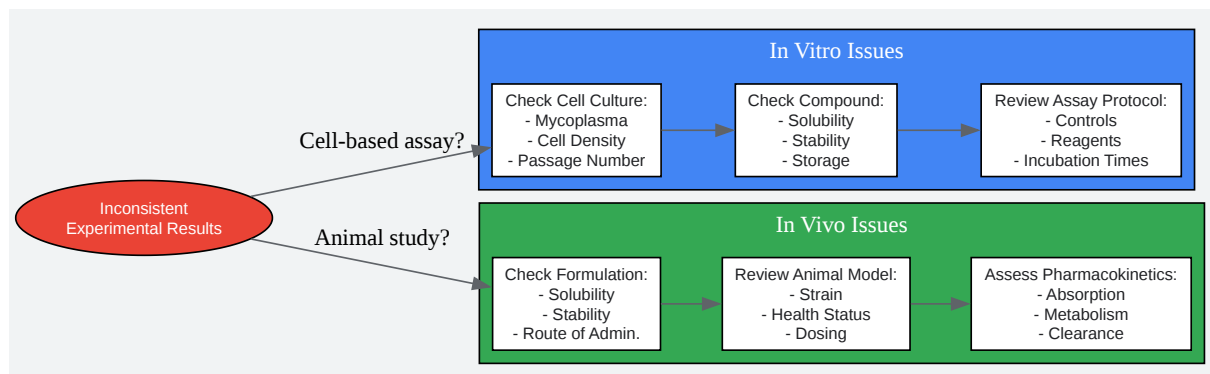 Inconsistent
Experimental Results
Cell-based assay?
In Vitro Issues
Check Cell Culture:
- Mycoplasma
- Cell Density
- Passage Number
Check Compound:
- Solubility
- Stability
- Storage
Review Assay Protocol:
- Controls
- Reagents
- Incubation Times
Animal study?
In Vivo Issues
Check Formulation:
- Solubility
- Stability
- Route of Admin.
Review Animal Model:
- Strain
- Health Status
- Dosing
Assess Pharmacokinetics:
- Absorption
- Metabolism
- Clearance